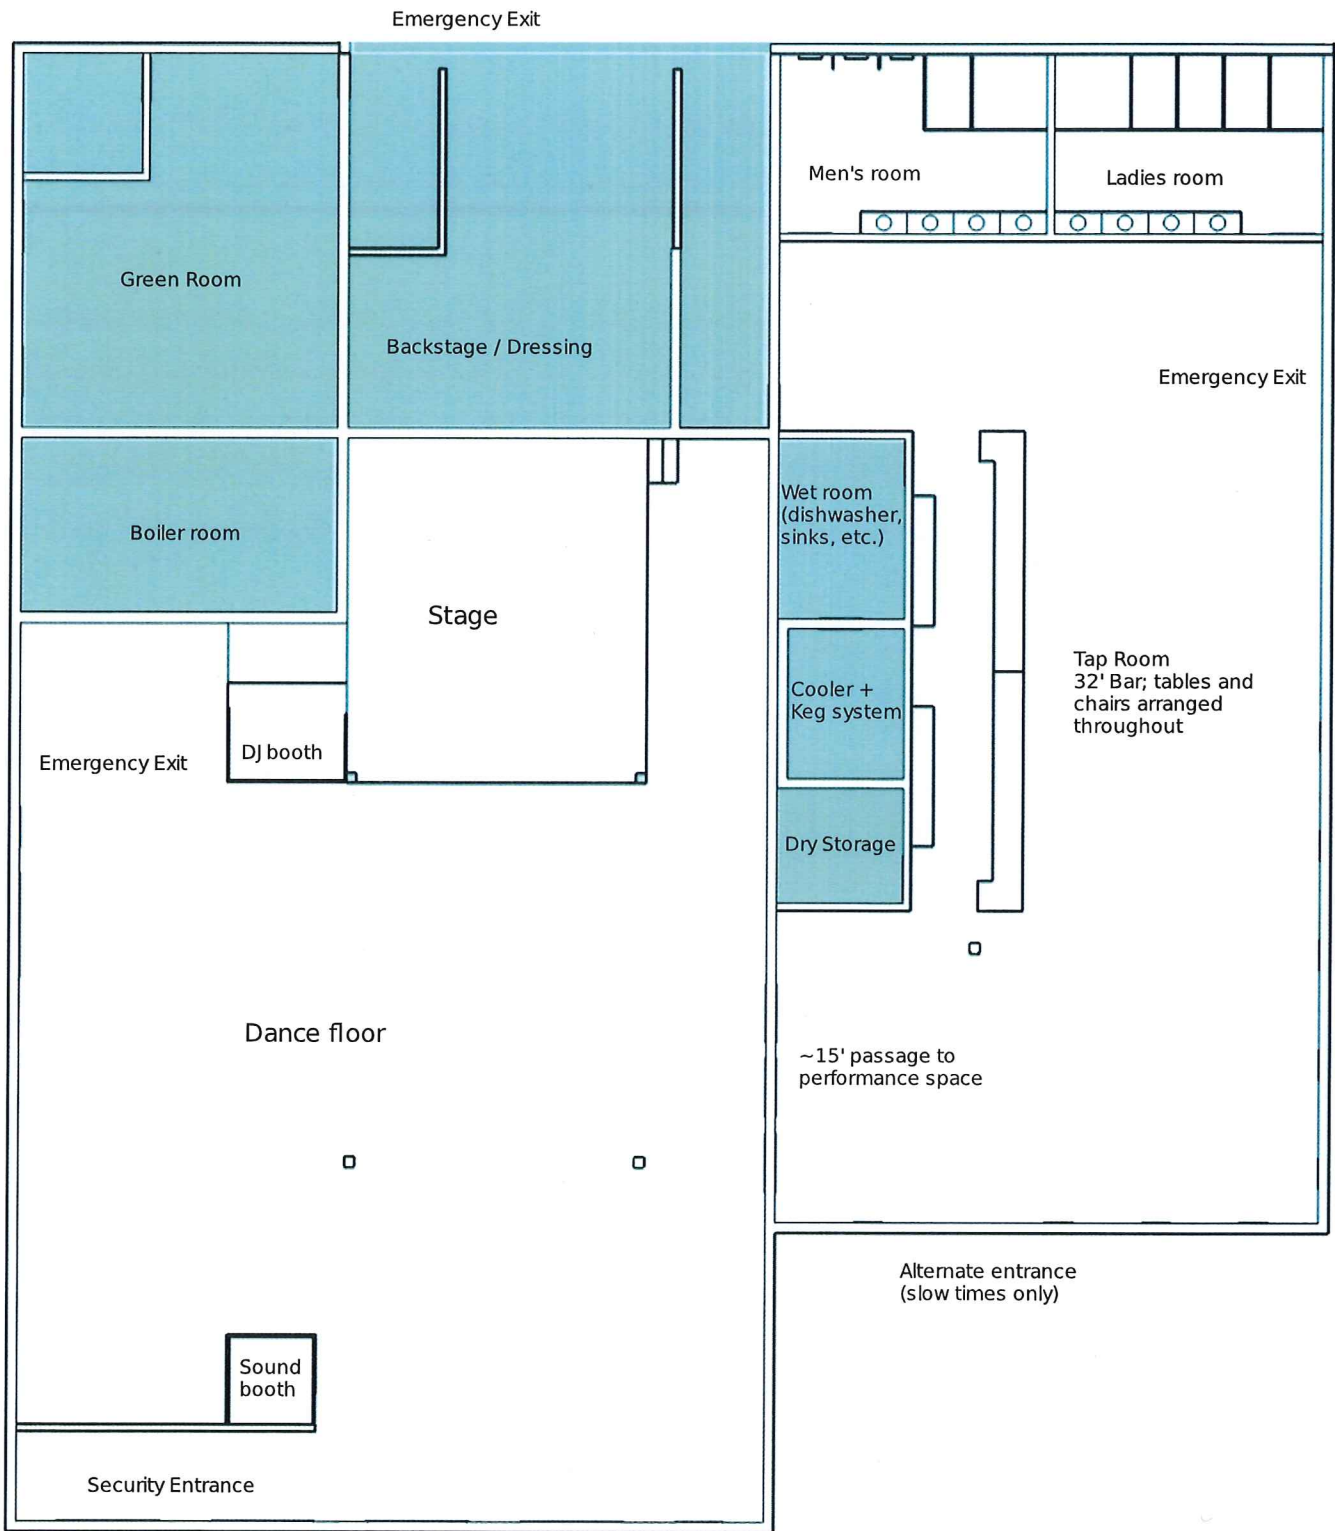 Emergency Exit
Men's room
Ladies room
Green Room
Backstage / Dressing
Emergency Exit
Wet room
(dishwasher,
sinks, etc.)
Boiler room
Stage
Tap Room
32' Bar; tables and
chairs arranged
throughout
Cooler +
Keg system
DJ booth
Emergency Exit
Dry Storage
Dance floor
~15' passage to
performance space
Alternate entrance
(slow times only)
Sound
booth
Security Entrance